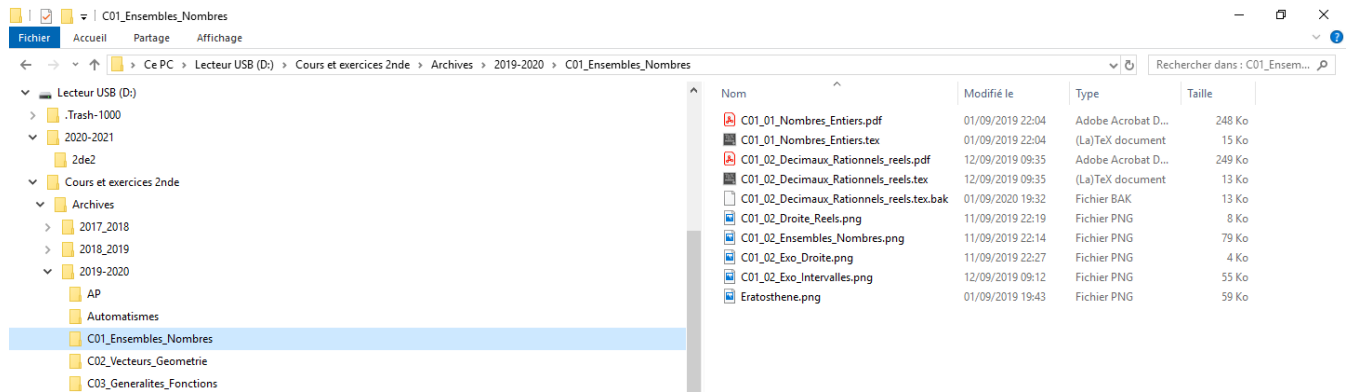 C01_Ensembles_Nombres
Fichier Accueil Partage Affichage
Ce PC > Lecteur USB (D:) > Cours et exercices 2nde > Archives > 2019-2020 > C01_Ensembles_Nombres
Rechercher dans : C01_Ensem...
Lecteur USB (D:)
.Trash-1000
2020-2021
2de2
Cours et exercices 2nde
Archives
2017_2018
2018_2019
2019-2020
AP
Automatismes
C01_Ensembles_Nombres
C02_Vecteurs_Geometrie
C03_Generalites_Fonctions
Nom Modifié le Type Taille
C01_01_Nombres_Entiers.pdf 01/09/2019 22:04 Adobe Acrobat D... 248 Ko
C01_01_Nombres_Entiers.tex 01/09/2019 22:04 (La)TeX document 15 Ko
C01_02_Decimaux_Rationnels_reels.pdf 12/09/2019 09:35 Adobe Acrobat D... 249 Ko
C01_02_Decimaux_Rationnels_reels.tex 12/09/2019 09:35 (La)TeX document 13 Ko
C01_02_Decimaux_Rationnels_reels.tex.bak 01/09/2020 19:32 Fichier BAK 13 Ko
C01_02_Droite_Reels.png 11/09/2019 22:19 Fichier PNG 8 Ko
C01_02_Ensembles_Nombres.png 11/09/2019 22:14 Fichier PNG 79 Ko
C01_02_Exo_Droite.png 11/09/2019 22:27 Fichier PNG 4 Ko
C01_02_Exo_Intervalles.png 12/09/2019 09:12 Fichier PNG 55 Ko
Eratosthene.png 01/09/2019 19:43 Fichier PNG 59 Ko